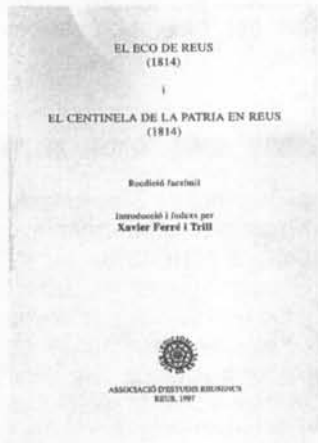 EL ECO DE REUS
(1814)
i
EL CENTINELA DE LA PATRIA EN REUS
(1814)
Reedició facsímil
Introducció i índexs per
Xavier Ferré i Trill
ASSOCIACIÓ D'ESTUDIS REUSENCS
REUS, 1997